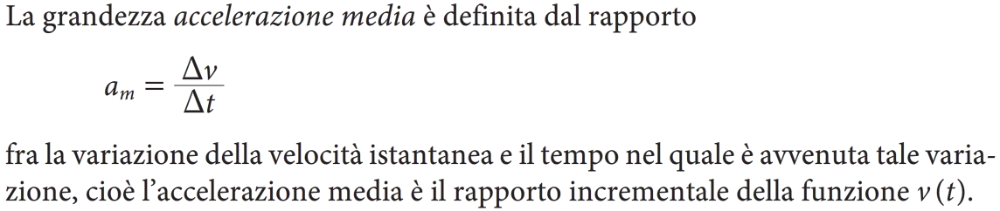 La grandezza accelerazione media è definita dal rapporto
a_m = Δv / Δt
fra la variazione della velocità istantanea e il tempo nel quale è avvenuta tale varia-
zione, cioè l’accelerazione media è il rapporto incrementale della funzione v (t).